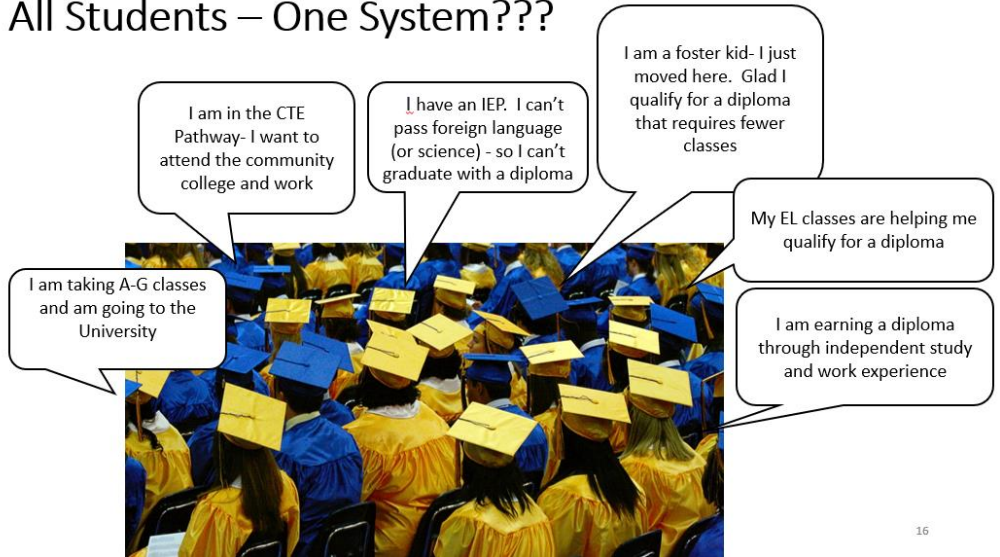 All Students – One System???
I am a foster kid- I just
moved here.  Glad I
qualify for a diploma
that requires fewer
classes
I am in the CTE
Pathway- I want to
attend the community
college and work
I have an IEP.  I can’t
pass foreign language
(or science) - so I can’t
graduate with a diploma
My EL classes are helping me
qualify for a diploma
I am taking A-G classes
and am going to the
University
I am earning a diploma
through independent study
and work experience
16